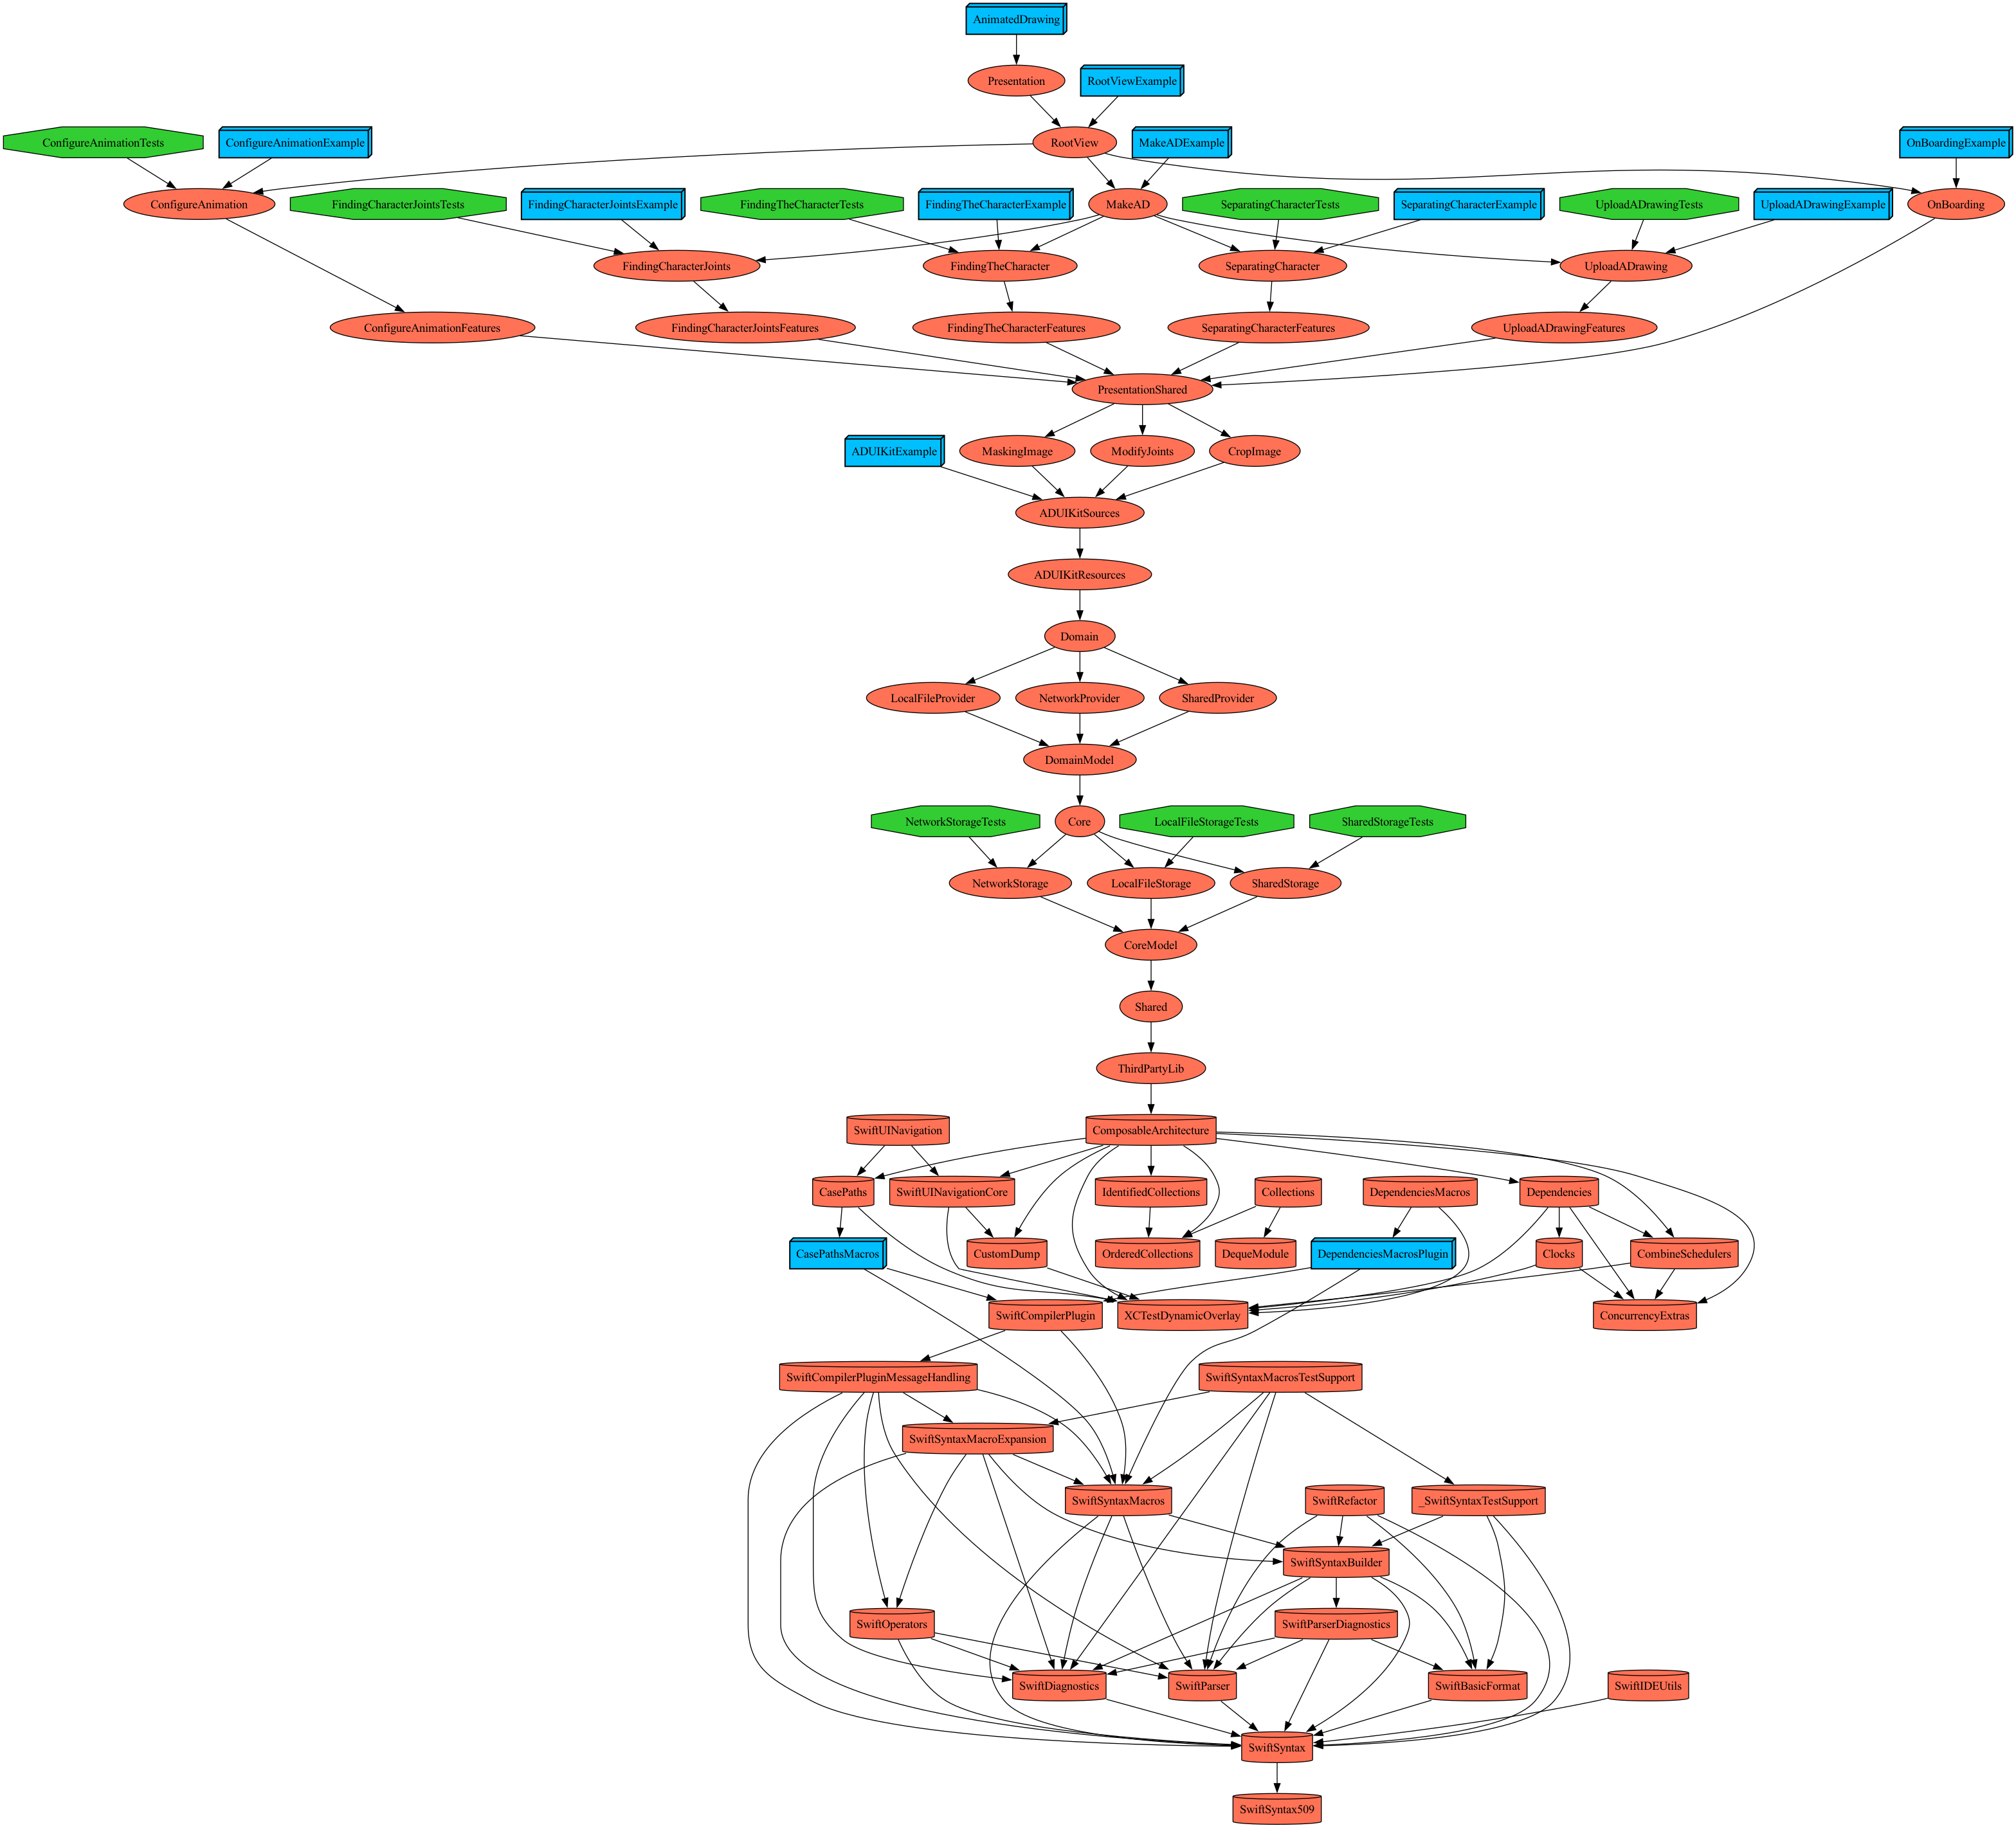 AnimatedDrawing
Presentation
RootViewExample
ConfigureAnimationTests
ConfigureAnimationExample
RootView
MakeADExample
OnBoardingExample
ConfigureAnimation
FindingCharacterJointsTests
FindingCharacterJointsExample
FindingTheCharacterTests
FindingTheCharacterExample
MakeAD
SeparatingCharacterTests
SeparatingCharacterExample
UploadADrawingTests
UploadADrawingExample
OnBoarding
FindingCharacterJoints
FindingTheCharacter
SeparatingCharacter
UploadADrawing
ConfigureAnimationFeatures
FindingCharacterJointsFeatures
FindingTheCharacterFeatures
SeparatingCharacterFeatures
UploadADrawingFeatures
PresentationShared
ADUIKitExample
MaskingImage
ModifyJoints
CropImage
ADUIKitSources
ADUIKitResources
Domain
LocalFileProvider
NetworkProvider
SharedProvider
DomainModel
NetworkStorageTests
Core
LocalFileStorageTests
SharedStorageTests
NetworkStorage
LocalFileStorage
SharedStorage
CoreModel
Shared
ThirdPartyLib
SwiftUINavigation
ComposableArchitecture
CasePaths
SwiftUINavigationCore
IdentifiedCollections
Collections
DependenciesMacros
Dependencies
CasePathsMacros
CustomDump
OrderedCollections
DequeModule
DependenciesMacrosPlugin
Clocks
CombineSchedulers
SwiftCompilerPlugin
XCTestDynamicOverlay
ConcurrencyExtras
SwiftCompilerPluginMessageHandling
SwiftSyntaxMacrosTestSupport
SwiftSyntaxMacroExpansion
SwiftSyntaxMacros
SwiftRefactor
_SwiftSyntaxTestSupport
SwiftSyntaxBuilder
SwiftOperators
SwiftParserDiagnostics
SwiftDiagnostics
SwiftParser
SwiftBasicFormat
SwiftIDEUtils
SwiftSyntax
SwiftSyntax509